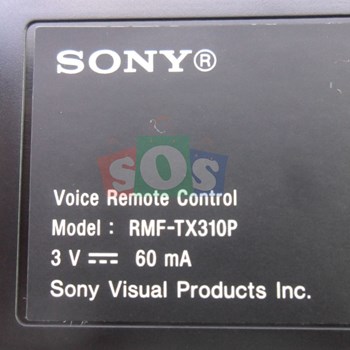 SONY®
SOS
Voice Remote Control
Model : RMF-TX310P
3 V ⎓ 60 mA
Sony Visual Products Inc.